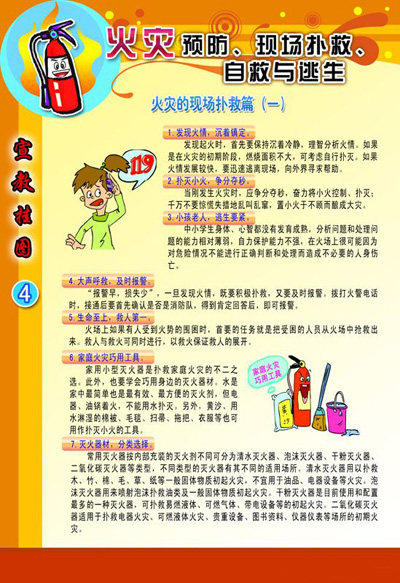 火灾 预防、现场扑救、
自救与逃生
火灾的现场扑救篇（一）
宣教挂图
4
119
1.发现火情，沉着镇定。
发现起火时，首先要保持沉着冷静，理智分析火情。如果
是在火灾的初期阶段，燃烧面积不大，可考虑自行扑灭。如果
火情发展较快，要迅速逃离现场，向外界寻求帮助。
2.扑灭小火，争分夺秒。
当刚发生火灾时，应争分夺秒，奋力将小火控制、扑灭；
千万不要惊慌失措地乱叫乱窜，置小火于不顾而酿成大灾。
3.小孩老人，逃生要紧。
中小学生身体、心智都没有发育成熟，分析问题和处理问
题的能力相对薄弱，自力保护能力不强，在火场上很可能因为
对危险情况不能进行正确判断和处理而造成不必要的人身伤
亡。
4.大声呼救，及时报警。
“报警早，损失少”，一旦发现火情，既要积极扑救，又要及时报警。拨打火警电话
时，接通后要首先确认是否是消防队，得到肯定回答后，即可报警。
5.生命至上，救人第一。
火场上如果有人受到火势的围困时，首要的任务就是把受困的人员从火场中抢救出
来。救人与救火可同时进行，以救火保证救人的展开。
6 家庭火灾巧用工具。
家用小型灭火器是扑救家庭火灾的不二之
选。此外，也要学会巧用身边的灭火器材。水是
家中最简单也是最有效、最方便的灭火剂，但电
器、油锅着火，不能用水扑灭。另外，黄沙、用
水淋湿的棉被、毛毯、扫帚、拖把、衣服等也可
用作扑灭小火的工具。
家庭火灾
巧用工具
7.灭火器材，分类选择。
常用灭火器按内部充装的灭火剂不同可分为清水灭火器、泡沫灭火器、干粉灭火器、
二氧化碳灭火器等类型，不同类型的灭火器有其不同的适用场所。清水灭火器用以扑救
木、竹、棉、毛、草、纸等一般固体物质初起火灾，不宜用于油品、电器设备等火灾。泡
沫灭火器用来喷射泡沫扑救油类及一般固体物质初起火灾。干粉灭火器是目前使用和配置
最多的一种灭火器，可扑救易燃液体、可燃气体、带电设备等的初起火灾。二氧化碳灭火
器适用于扑救电器火灾、可燃液体火灾，贵重设备、图书资料、仪器仪表等场所的初期火
灾。